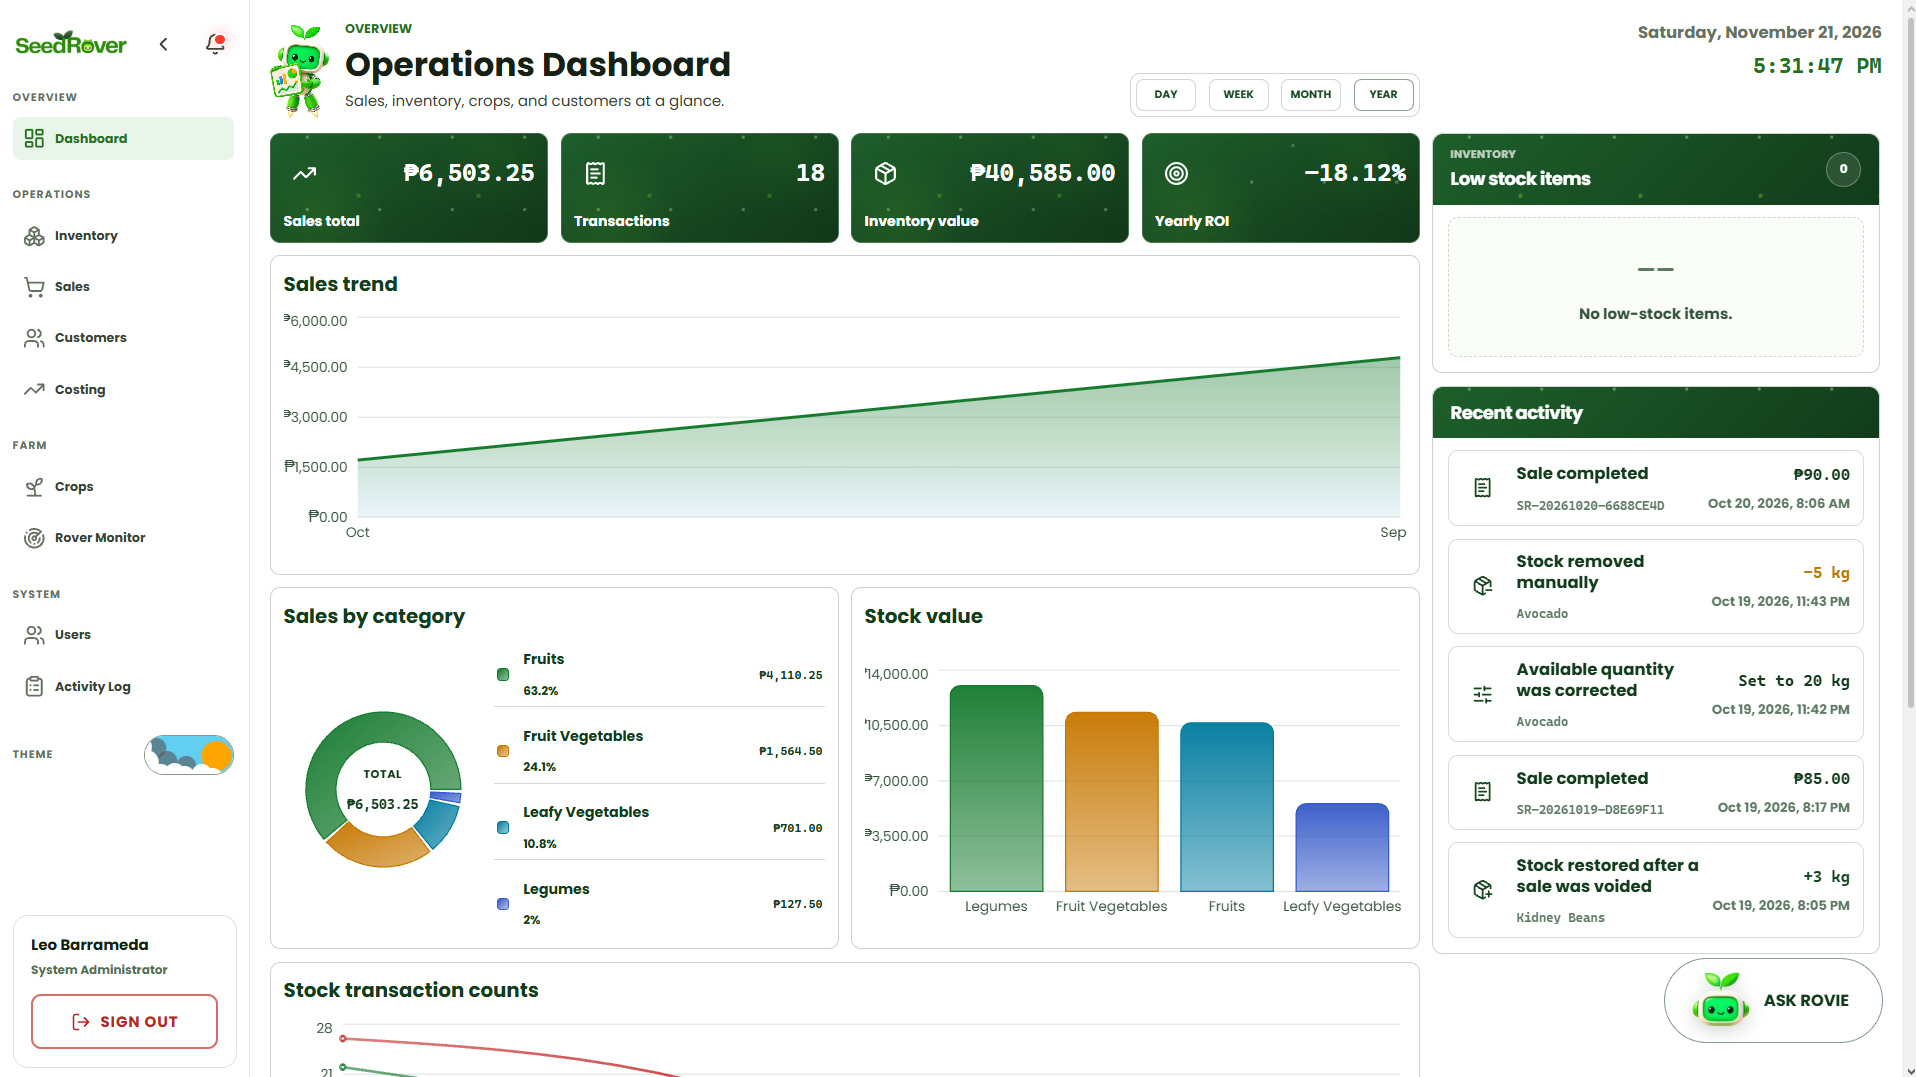 SeedRover
OVERVIEW
Dashboard
OPERATIONS
Inventory
Sales
Customers
Costing
FARM
Crops
Rover Monitor
SYSTEM
Users
Activity Log
THEME
Leo Barrameda
System Administrator
SIGN OUT
OVERVIEW
Operations Dashboard
Sales, inventory, crops, and customers at a glance.
DAY
WEEK
MONTH
YEAR
Saturday, November 21, 2026
5:31:47 PM
₱6,503.25
Sales total
18
Transactions
₱40,585.00
Inventory value
−18.12%
Yearly ROI
Sales trend
₱6,000.00
₱4,500.00
₱3,000.00
₱1,500.00
₱0.00
Oct
Sep
Sales by category
TOTAL
₱6,503.25
Fruits
₱4,110.25
63.2%
Fruit Vegetables
₱1,564.50
24.1%
Leafy Vegetables
₱701.00
10.8%
Legumes
₱127.50
2%
Stock value
14,000.00
10,500.00
₱7,000.00
₱3,500.00
₱0.00
Legumes
Fruit Vegetables
Fruits
Leafy Vegetables
Stock transaction counts
28
21
INVENTORY
Low stock items
0
——
No low-stock items.
Recent activity
Sale completed
₱90.00
SR-20261020-6688CE4D
Oct 20, 2026, 8:06 AM
Stock removed
manually
−5 kg
Oct 19, 2026, 11:43 PM
Avocado
Available quantity
was corrected
Set to 20 kg
Oct 19, 2026, 11:42 PM
Avocado
Sale completed
₱85.00
SR-20261019-D8E69F11
Oct 19, 2026, 8:17 PM
Stock restored after a
sale was voided
+3 kg
Oct 19, 2026, 8:05 PM
Kidney Beans
ASK ROVIE